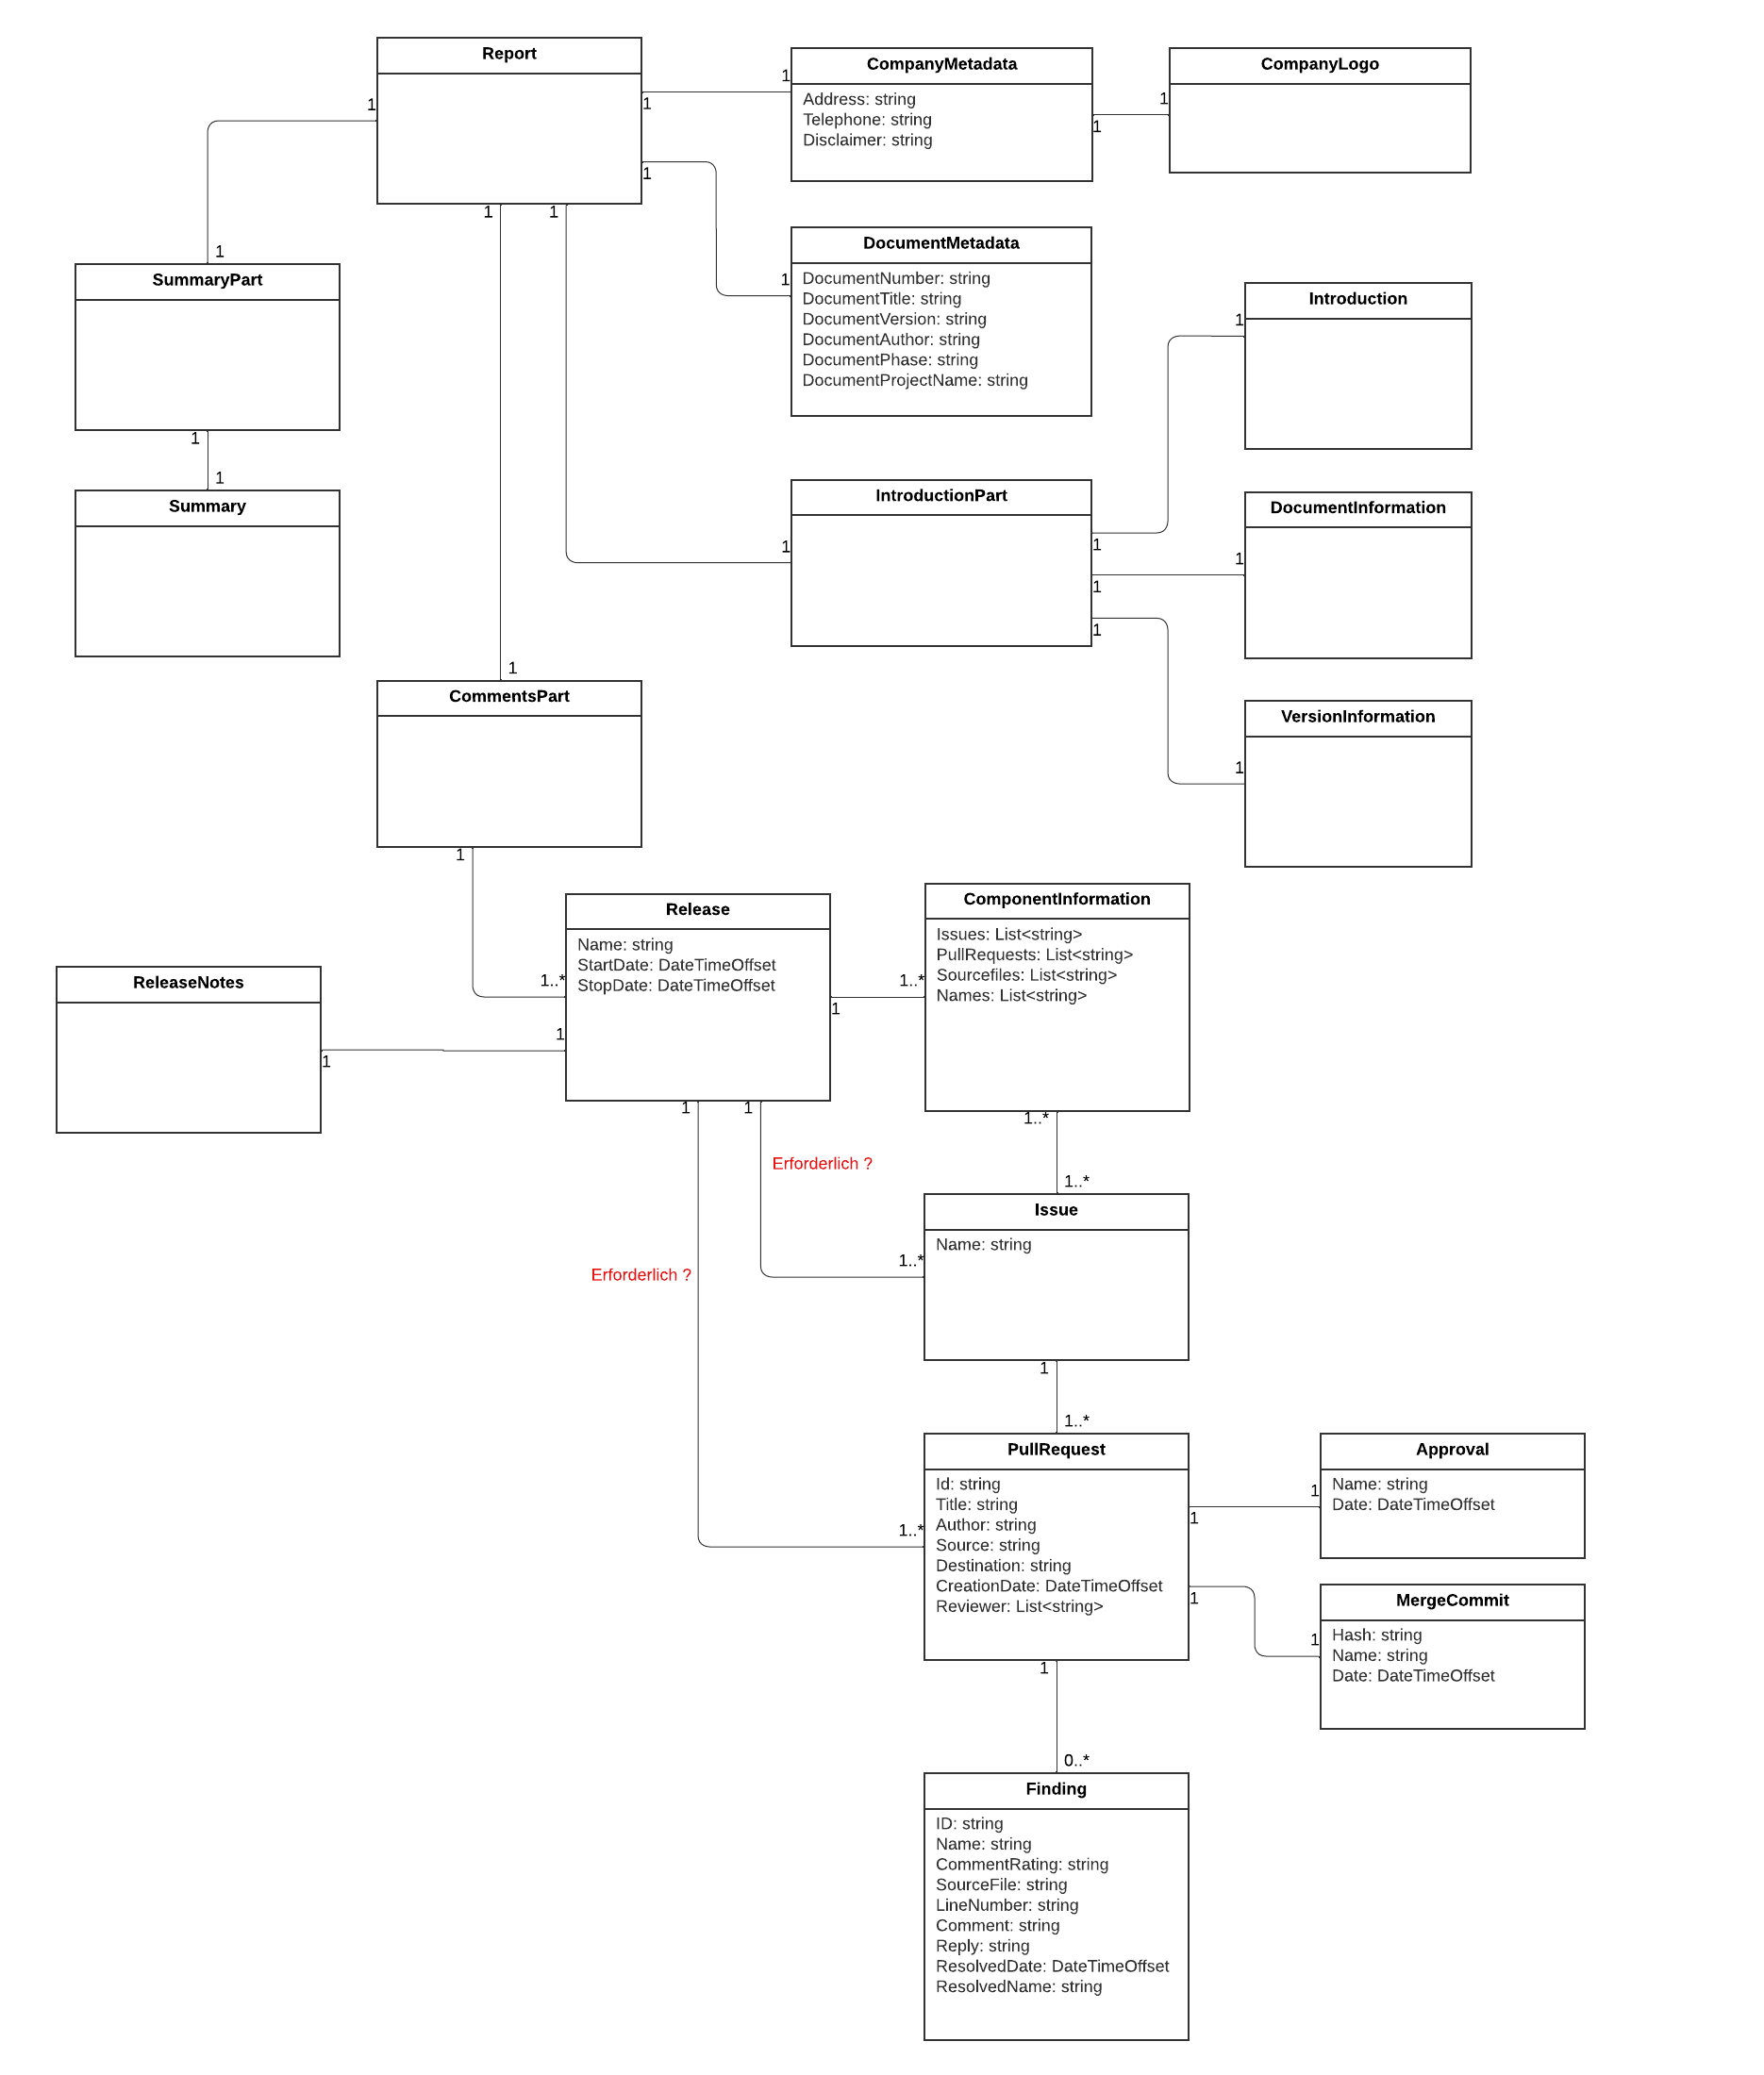 Report
1
1
1
1
1
1
CompanyMetadata
Address: string
Telephone: string
Disclaimer: string
1
1
CompanyLogo
1
DocumentMetadata
DocumentNumber: string
DocumentTitle: string
DocumentVersion: string
DocumentAuthor: string
DocumentPhase: string
DocumentProjectName: string
1
SummaryPart
1
1
Summary
1
IntroductionPart
1
1
1
1
Introduction
1
DocumentInformation
1
VersionInformation
1
CommentsPart
1
1..*
Release
Name: string
StartDate: DateTimeOffset
StopDate: DateTimeOffset
1
1
1
1
ReleaseNotes
1
1..*
ComponentInformation
Issues: List<string>
PullRequests: List<string>
Sourcefiles: List<string>
Names: List<string>
1..*
Erforderlich ?
Erforderlich ?
1..*
1..*
Issue
Name: string
1
1..*
1..*
PullRequest
Id: string
Title: string
Author: string
Source: string
Destination: string
CreationDate: DateTimeOffset
Reviewer: List<string>
1
1
1
1
Approval
Name: string
Date: DateTimeOffset
1
MergeCommit
Hash: string
Name: string
Date: DateTimeOffset
0..*
Finding
ID: string
Name: string
CommentRating: string
SourceFile: string
LineNumber: string
Comment: string
Reply: string
ResolvedDate: DateTimeOffset
ResolvedName: string